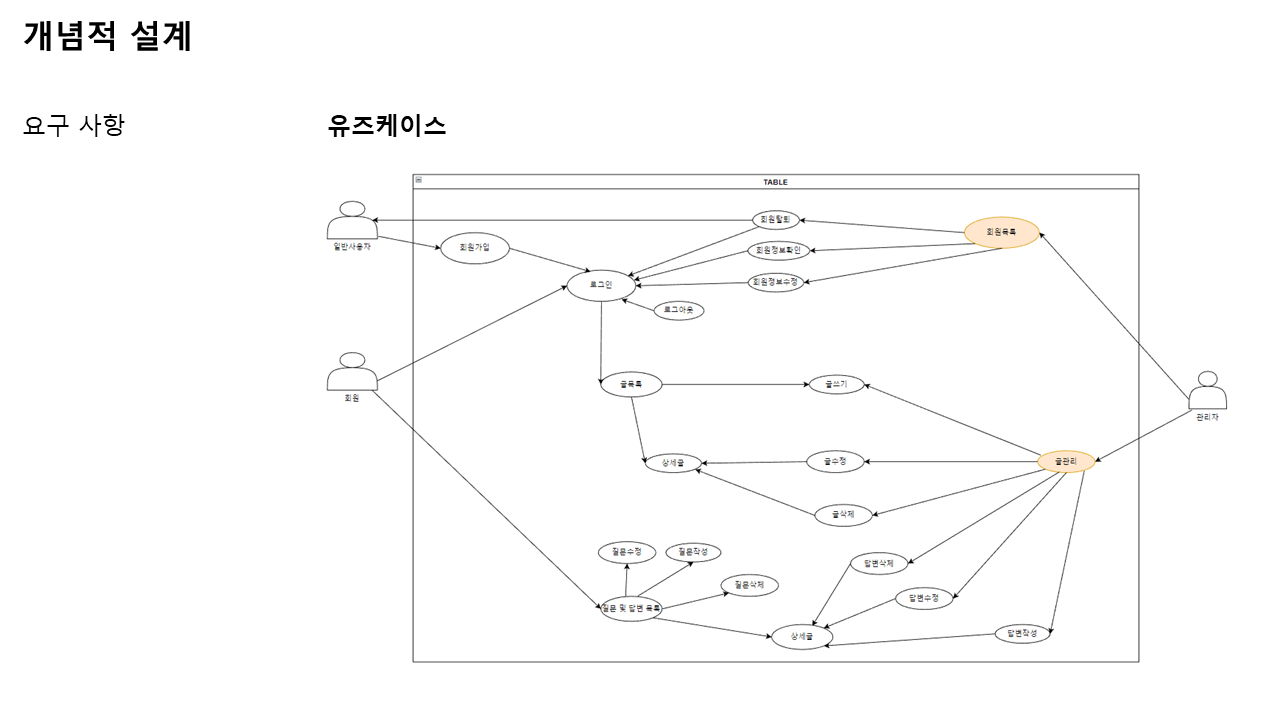 개념적 설계
요구 사항
유즈케이스
TABLE
일반사용자
회원가입
회원탈퇴
회원목록
회원정보확인
회원정보수정
로그인
로그아웃
회원
글목록
글쓰기
관리자
상세글
글수정
글관리
글삭제
질문수정
질문작성
질문삭제
답변삭제
답변수정
질문 및 답변 목록
상세글
답변작성